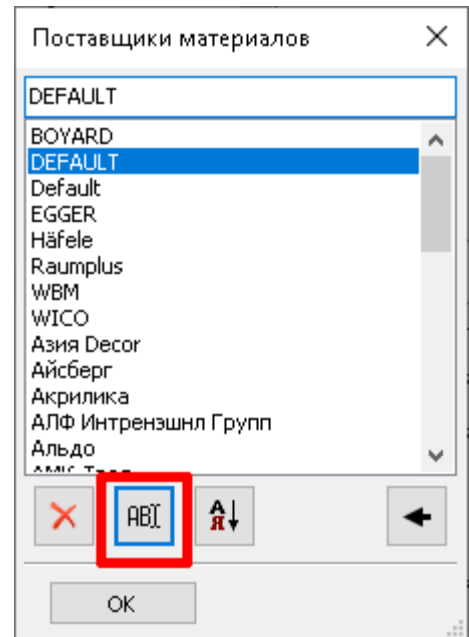 Поставщики материалов
DEFAULT
BOYARD
DEFAULT
Default
EGGER
Häfele
Raumplus
WBM
WICO
Азия Decor
Айсберг
Акрилика
АЛФ Интренэшнл Групп
Альдо
AB
А
Я
OK